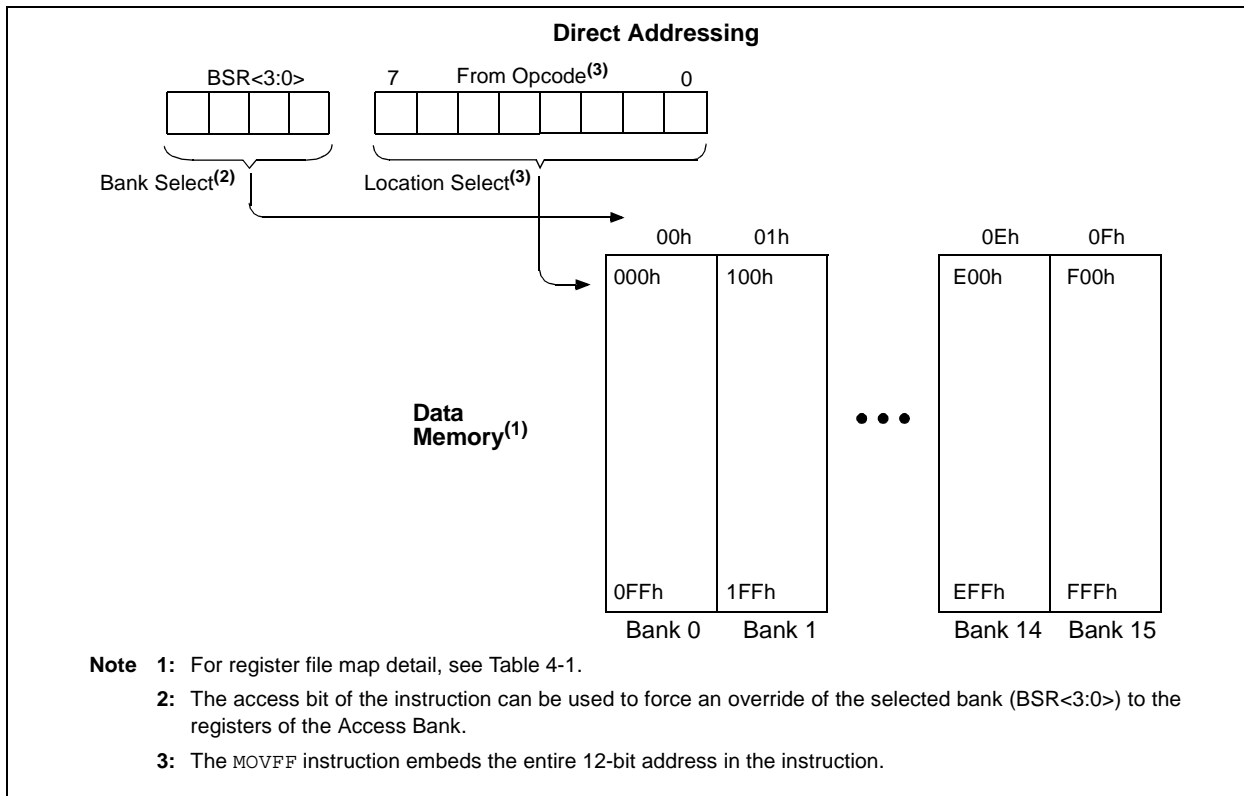 Direct Addressing
BSR<3:0>
7 From Opcode(3) 0
Bank Select(2)
Location Select(3)
00h 01h 0Eh 0Fh
000h 100h E00h F00h
Data
Memory(1)
0FFh 1FFh EFFh FFFh
Bank 0 Bank 1 Bank 14 Bank 15
Note 1: For register file map detail, see Table 4-1.
2: The access bit of the instruction can be used to force an override of the selected bank (BSR<3:0>) to the
registers of the Access Bank.
3: The MOVFF instruction embeds the entire 12-bit address in the instruction.